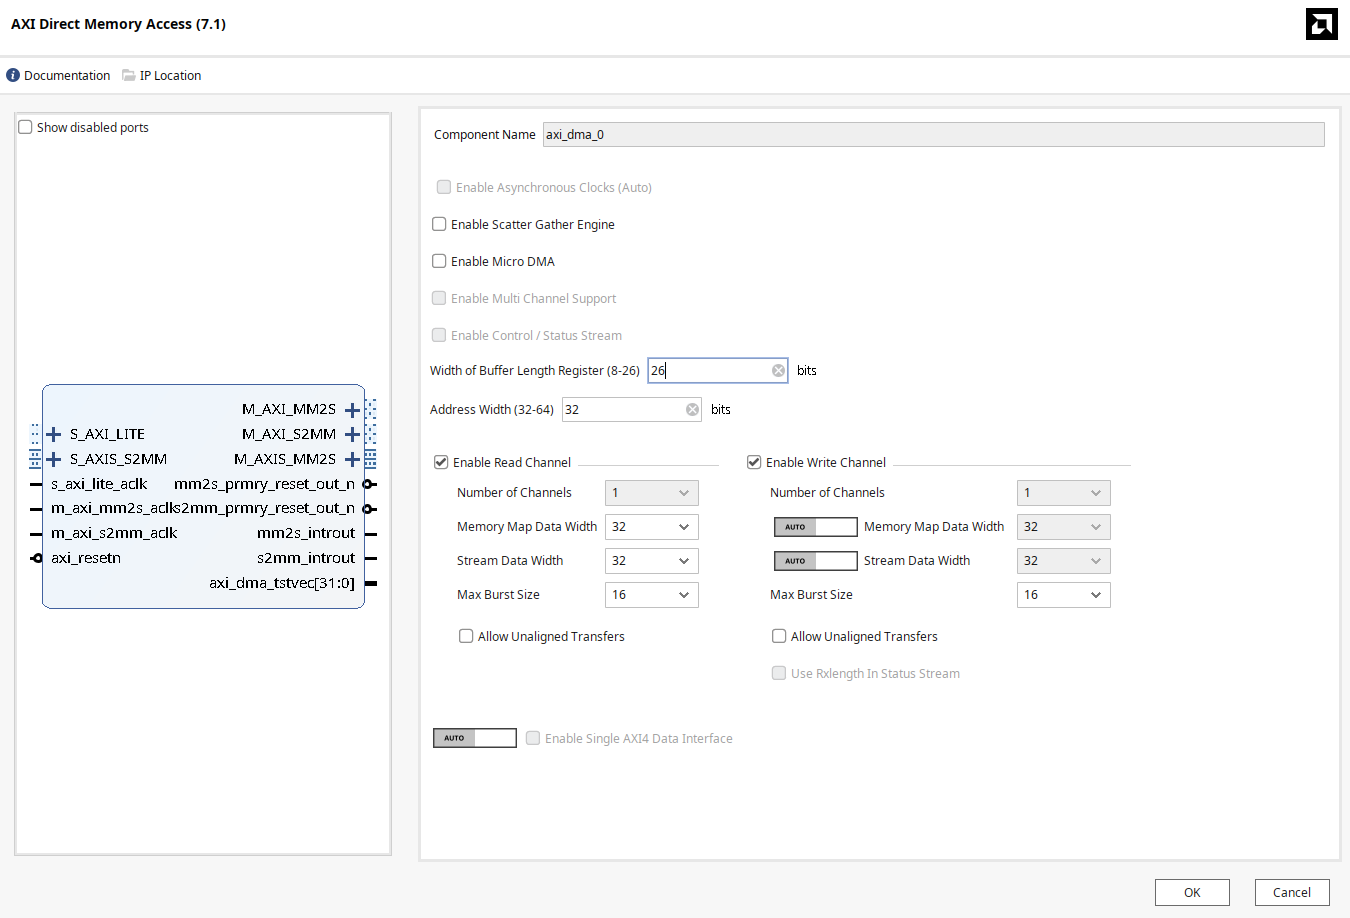 AXI Direct Memory Access (7.1)
Documentation IP Location
Show disabled ports
M_AXI_MM2S
S_AXI_LITE M_AXI_S2MM
S_AXIS_S2MM M_AXIS_MM2S
s_axi_lite_aclk mm2s_prmry_reset_out_n
m_axi_mm2s_aclk s2mm_prmry_reset_out_n
m_axi_s2mm_aclk mm2s_introut
axi_resetn s2mm_introut
axi_dma_tstvec[31:0]
Component Name axi_dma_0
Enable Asynchronous Clocks (Auto)
Enable Scatter Gather Engine
Enable Micro DMA
Enable Multi Channel Support
Enable Control / Status Stream
Width of Buffer Length Register (8-26) 26 bits
Address Width (32-64) 32 bits
Enable Read Channel
Number of Channels 1
Memory Map Data Width 32
Stream Data Width 32
Max Burst Size 16
Allow Unaligned Transfers
Enable Write Channel
Number of Channels 1
AUTO Memory Map Data Width 32
AUTO Stream Data Width 32
Max Burst Size 16
Allow Unaligned Transfers
Use Rxlength In Status Stream
AUTO Enable Single AXI4 Data Interface
OK Cancel